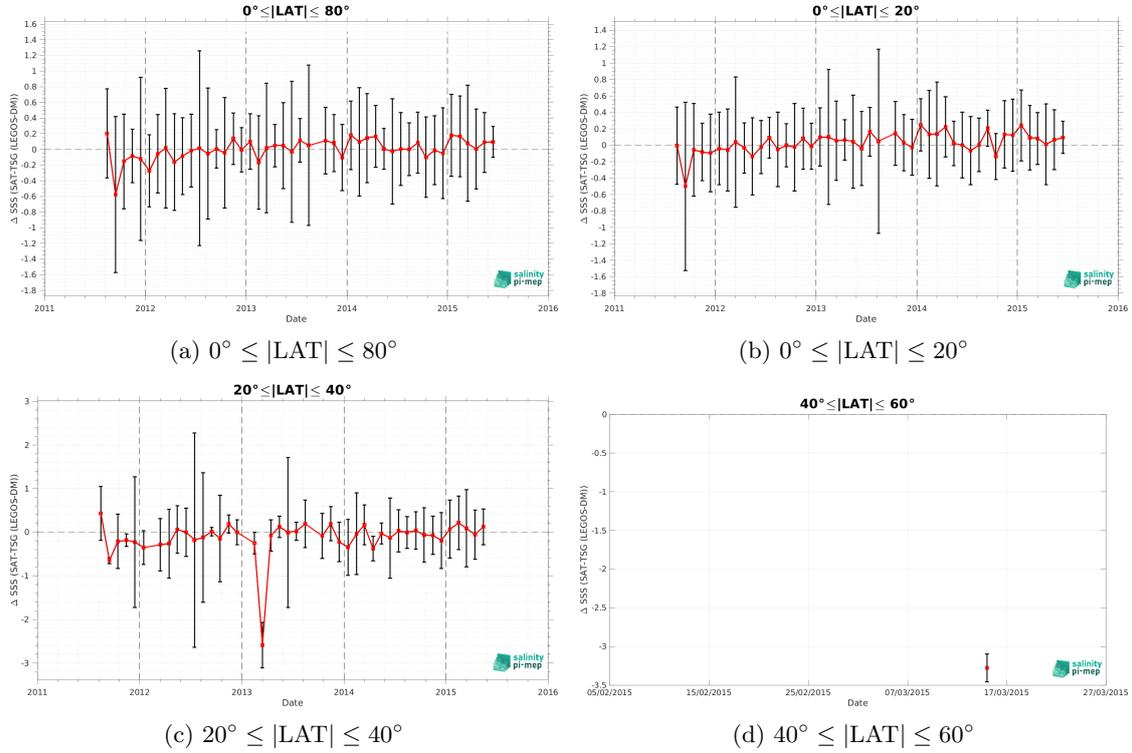 0°≤|LAT|≤ 80°
1.6
1.4
1.2
1
0.8
0.6
0.4
0.2
0
-0.2
-0.4
-0.6
-0.8
-1
-1.2
-1.4
-1.6
-1.8
Δ SSS (SAT-TSG (LEGOS-DM))
2011 2012 2013 2014 2015 2016
Date
salinity
pi-mep
(a) 0° ≤ |LAT| ≤ 80°
0°≤|LAT|≤ 20°
1.4
1.2
1
0.8
0.6
0.4
0.2
0
-0.2
-0.4
-0.6
-0.8
-1
-1.2
-1.4
-1.6
-1.8
Δ SSS (SAT-TSG (LEGOS-DM))
2011 2012 2013 2014 2015 2016
Date
salinity
pi-mep
(b) 0° ≤ |LAT| ≤ 20°
20°≤|LAT|≤ 40°
3
2
1
0
-1
-2
-3
Δ SSS (SAT-TSG (LEGOS-DM))
2011 2012 2013 2014 2015 2016
Date
salinity
pi-mep
(c) 20° ≤ |LAT| ≤ 40°
40°≤|LAT|≤ 60°
0
-0.5
-1
-1.5
-2
-2.5
-3
-3.5
Δ SSS (SAT-TSG (LEGOS-DM))
05/02/2015 15/02/2015 25/02/2015 07/03/2015 17/03/2015 27/03/2015
Date
salinity
pi-mep
(d) 40° ≤ |LAT| ≤ 60°